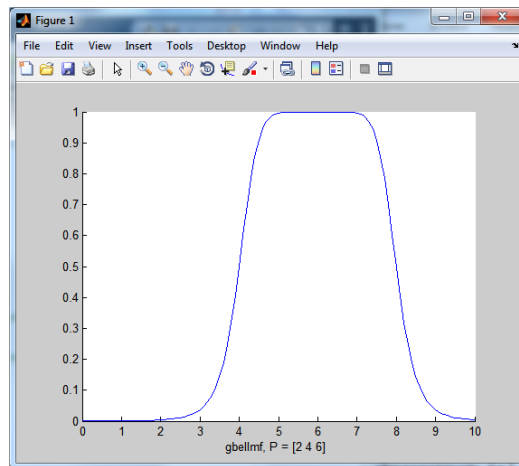 Figure 1
File Edit View Insert Tools Desktop Window Help
1
0.9
0.8
0.7
0.6
0.5
0.4
0.3
0.2
0.1
0
0 1 2 3 4 5 6 7 8 9 10
gbellmf, P = [2 4 6]